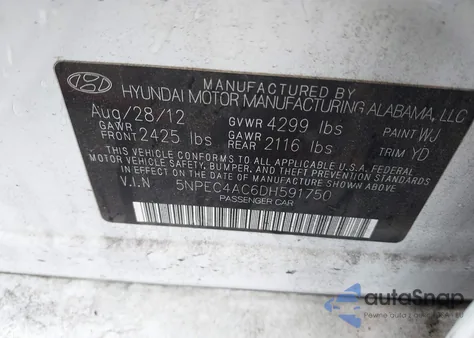 MANUFACTURED BY
HYUNDAI MOTOR MANUFACTURING ALABAMA, LLC
Aug/28/12 GVWR 4299 lbs PAINT WJ
GAWR FRONT 2425 lbs GAWR REAR 2116 lbs TRIM YD
THIS VEHICLE CONFORMS TO ALL APPLICABLE U.S.A. FEDERAL
MOTOR VEHICLE SAFETY, BUMPER, AND THEFT PREVENTION STANDARDS
IN EFFECT ON THE DATE OF MANUFACTURE SHOWN ABOVE.
V.I.N 5NPEC4AC6DH591750
PASSENGER CAR
autoSnap